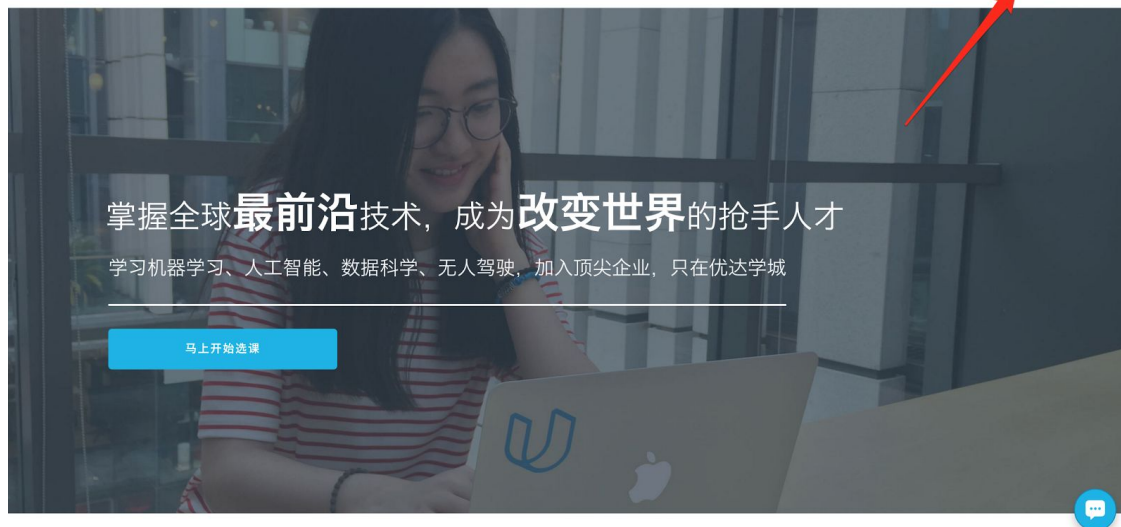 掌握全球最前沿技术，成为改变世界的抢手人才
学习机器学习、人工智能、数据科学、无人驾驶，加入顶尖企业，只在优达学城
马上开始选课